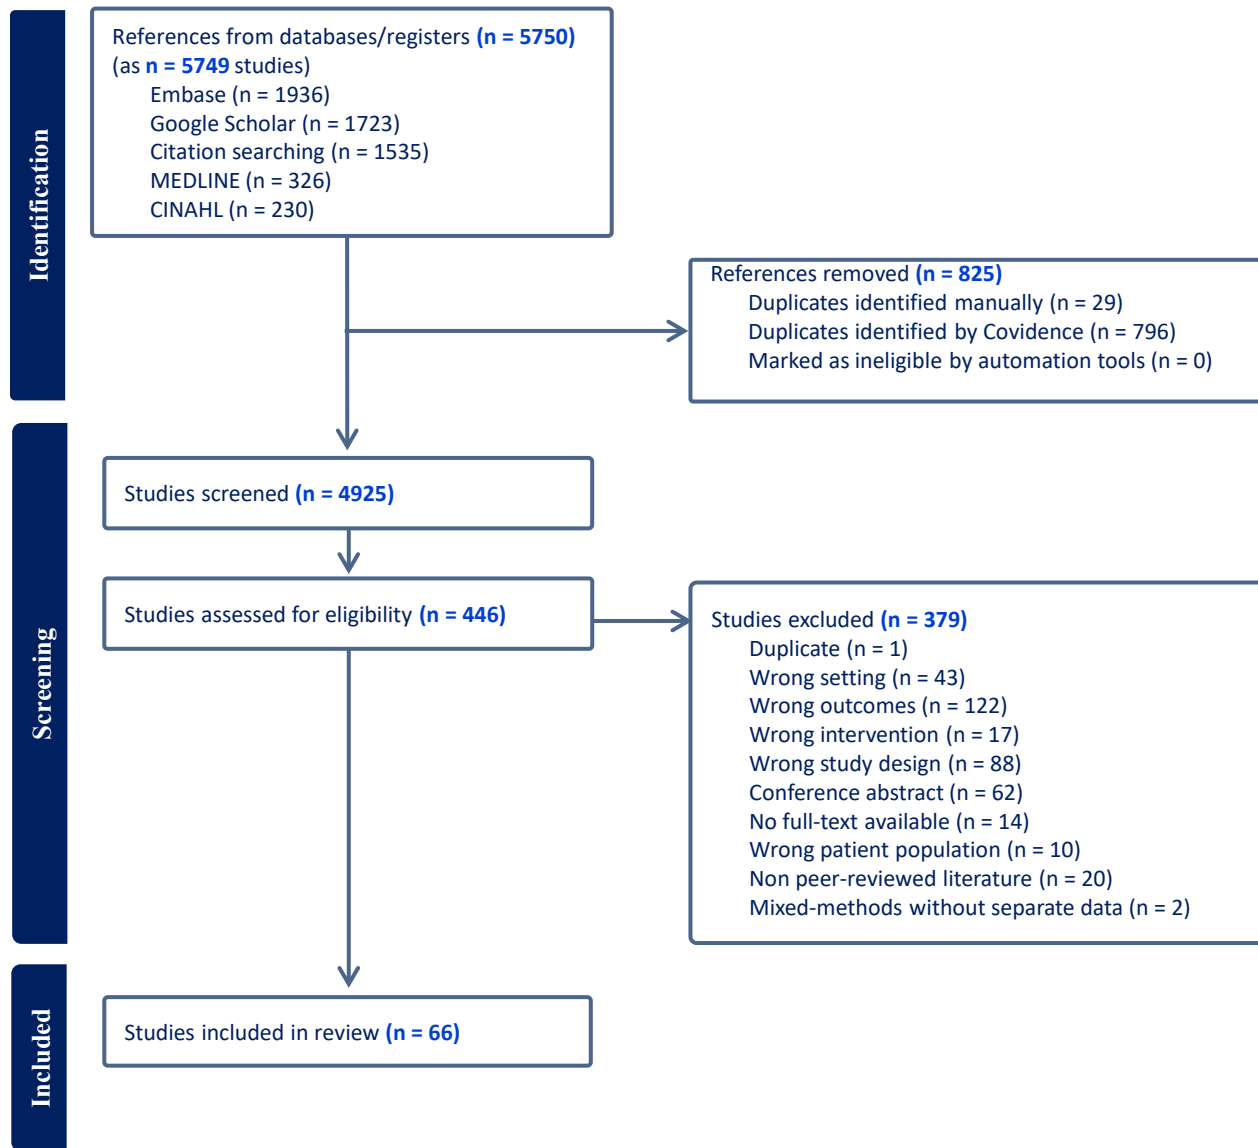 Identification
References from databases/registers (n = 5750)
(as n = 5749 studies)
Embase (n = 1936)
Google Scholar (n = 1723)
Citation searching (n = 1535)
MEDLINE (n = 326)
CINAHL (n = 230)
References removed (n = 825)
Duplicates identified manually (n = 29)
Duplicates identified by Covidence (n = 796)
Marked as ineligible by automation tools (n = 0)
Screening
Studies screened (n = 4925)
Studies assessed for eligibility (n = 446)
Studies excluded (n = 379)
Duplicate (n = 1)
Wrong setting (n = 43)
Wrong outcomes (n = 122)
Wrong intervention (n = 17)
Wrong study design (n = 88)
Conference abstract (n = 62)
No full-text available (n = 14)
Wrong patient population (n = 10)
Non peer-reviewed literature (n = 20)
Mixed-methods without separate data (n = 2)
Included
Studies included in review (n = 66)